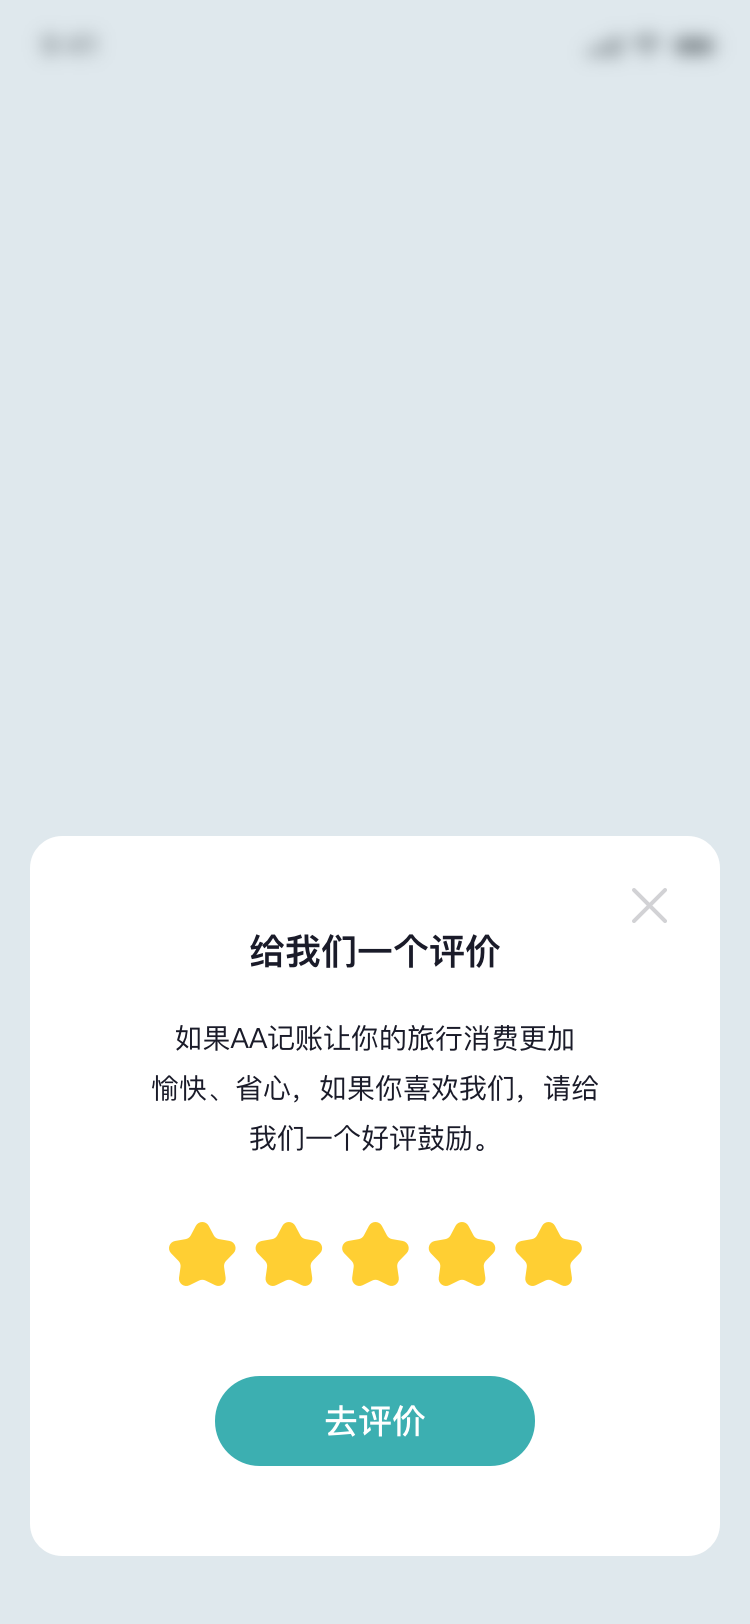 给我们一个评价
如果AA记账让你的旅行消费更加
愉快、省心，如果你喜欢我们，请给
我们一个好评鼓励。
去评价